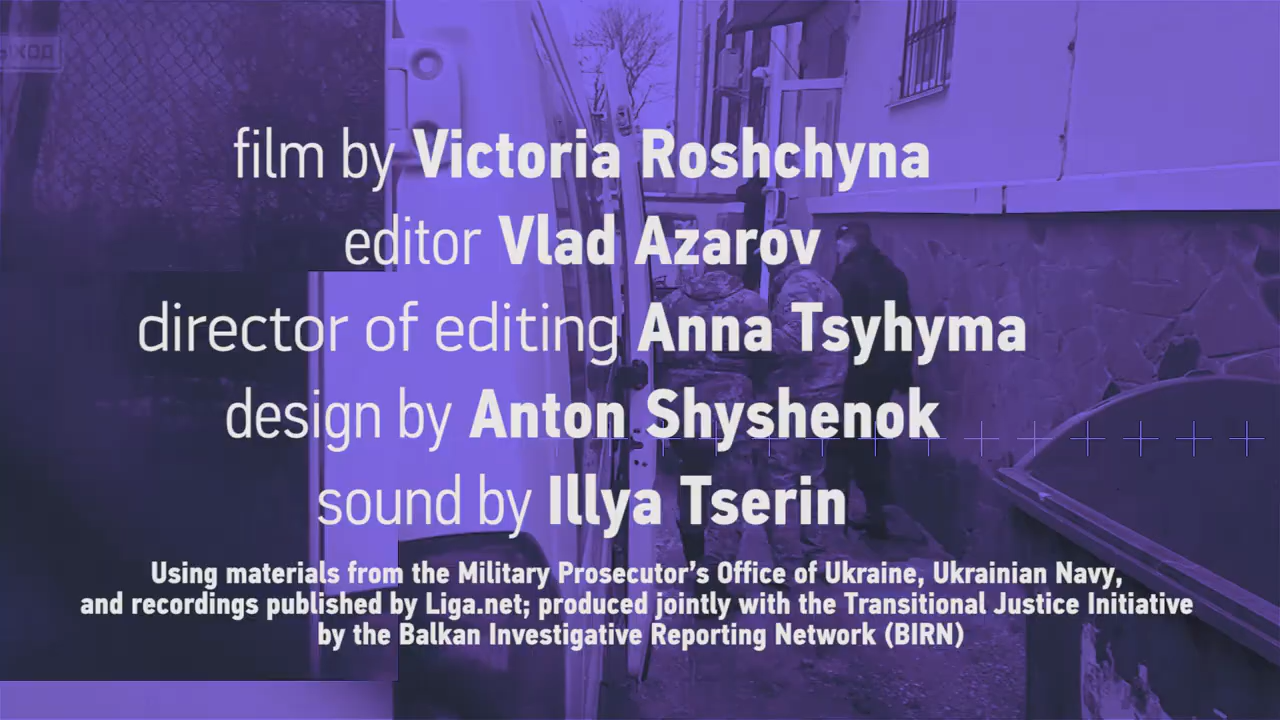 ВЫХОД
film by Victoria Roshchyna
editor Vlad Azarov
director of editing Anna Tsyhyma
design by Anton Shyshenok
sound by Illya Tserin
Using materials from the Military Prosecutor’s Office of Ukraine, Ukrainian Navy,
and recordings published by Liga.net; produced jointly with the Transitional Justice Initiative
by the Balkan Investigative Reporting Network (BIRN)